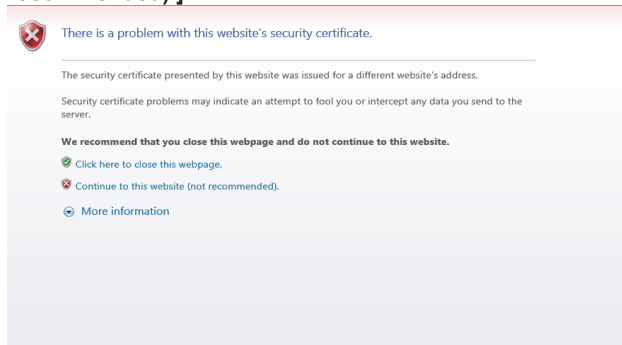 There is a problem with this website's security certificate.
The security certificate presented by this website was issued for a different website's address.
Security certificate problems may indicate an attempt to fool you or intercept any data you send to the
server.
We recommend that you close this webpage and do not continue to this website.
Click here to close this webpage.
Continue to this website (not recommended).
More information